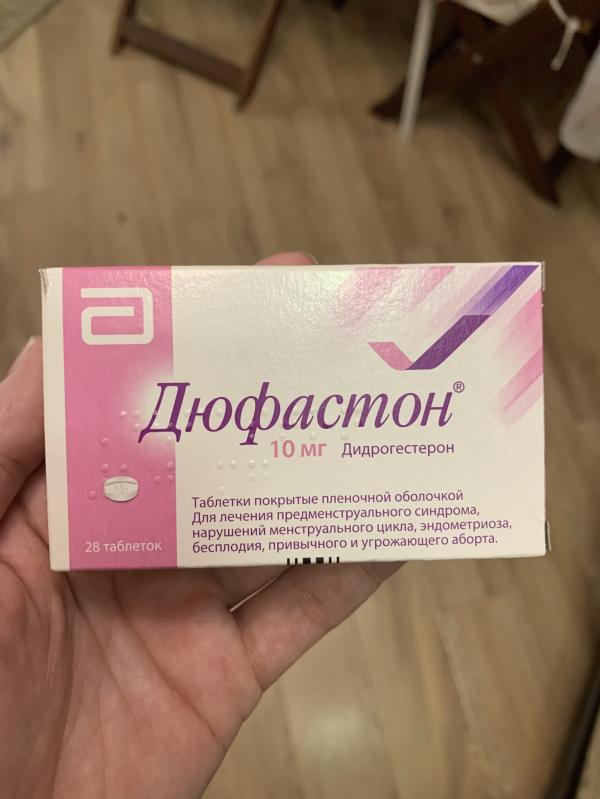 Дюфастон®
10 мг Дидрогестерон
Таблетки покрытые пленочной оболочкой
Для лечения предменструального синдрома,
нарушений менструального цикла, эндометриоза,
бесплодия, привычного и угрожающего аборта.
28 таблеток